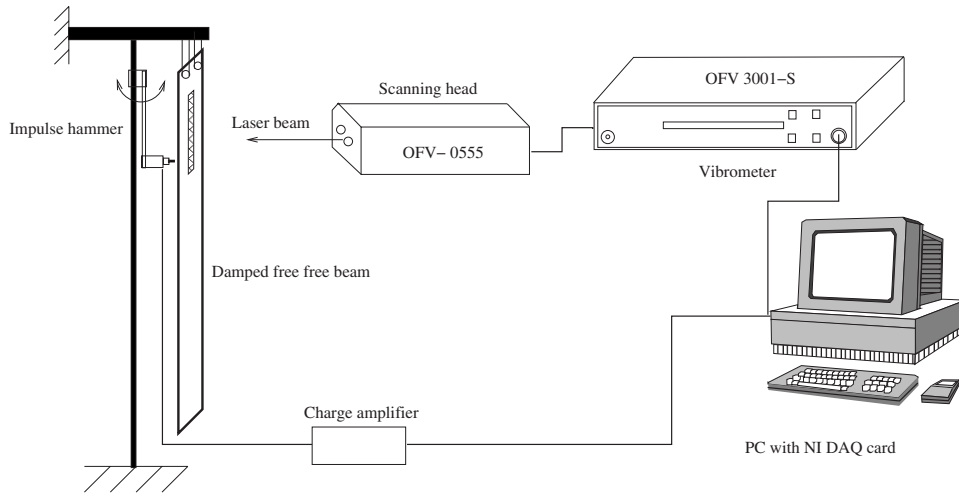 OFV 3001-S
Scanning head
Impulse hammer
Laser beam
OFV- 0555
Vibrometer
Damped free free beam
Charge amplifier
PC with NI DAQ card